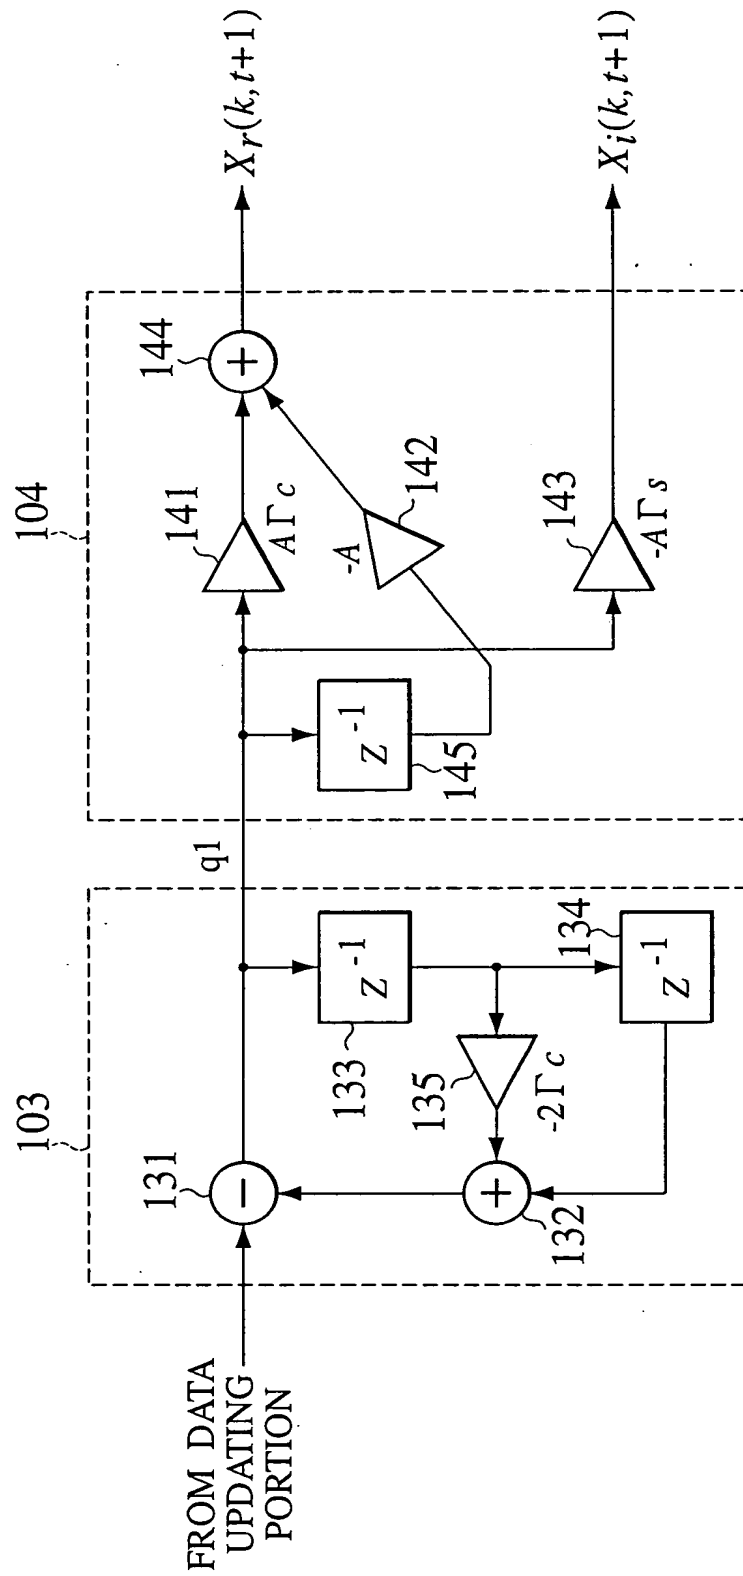 FROM DATA
UPDATING
PORTION
103
131
-
132
+
133
z-1
134
z-1
135
-2Γc
q1
104
145
z-1
141
AΓc
142
-A
143
-AΓs
144
+
Xr(k,t+1)
Xi(k,t+1)